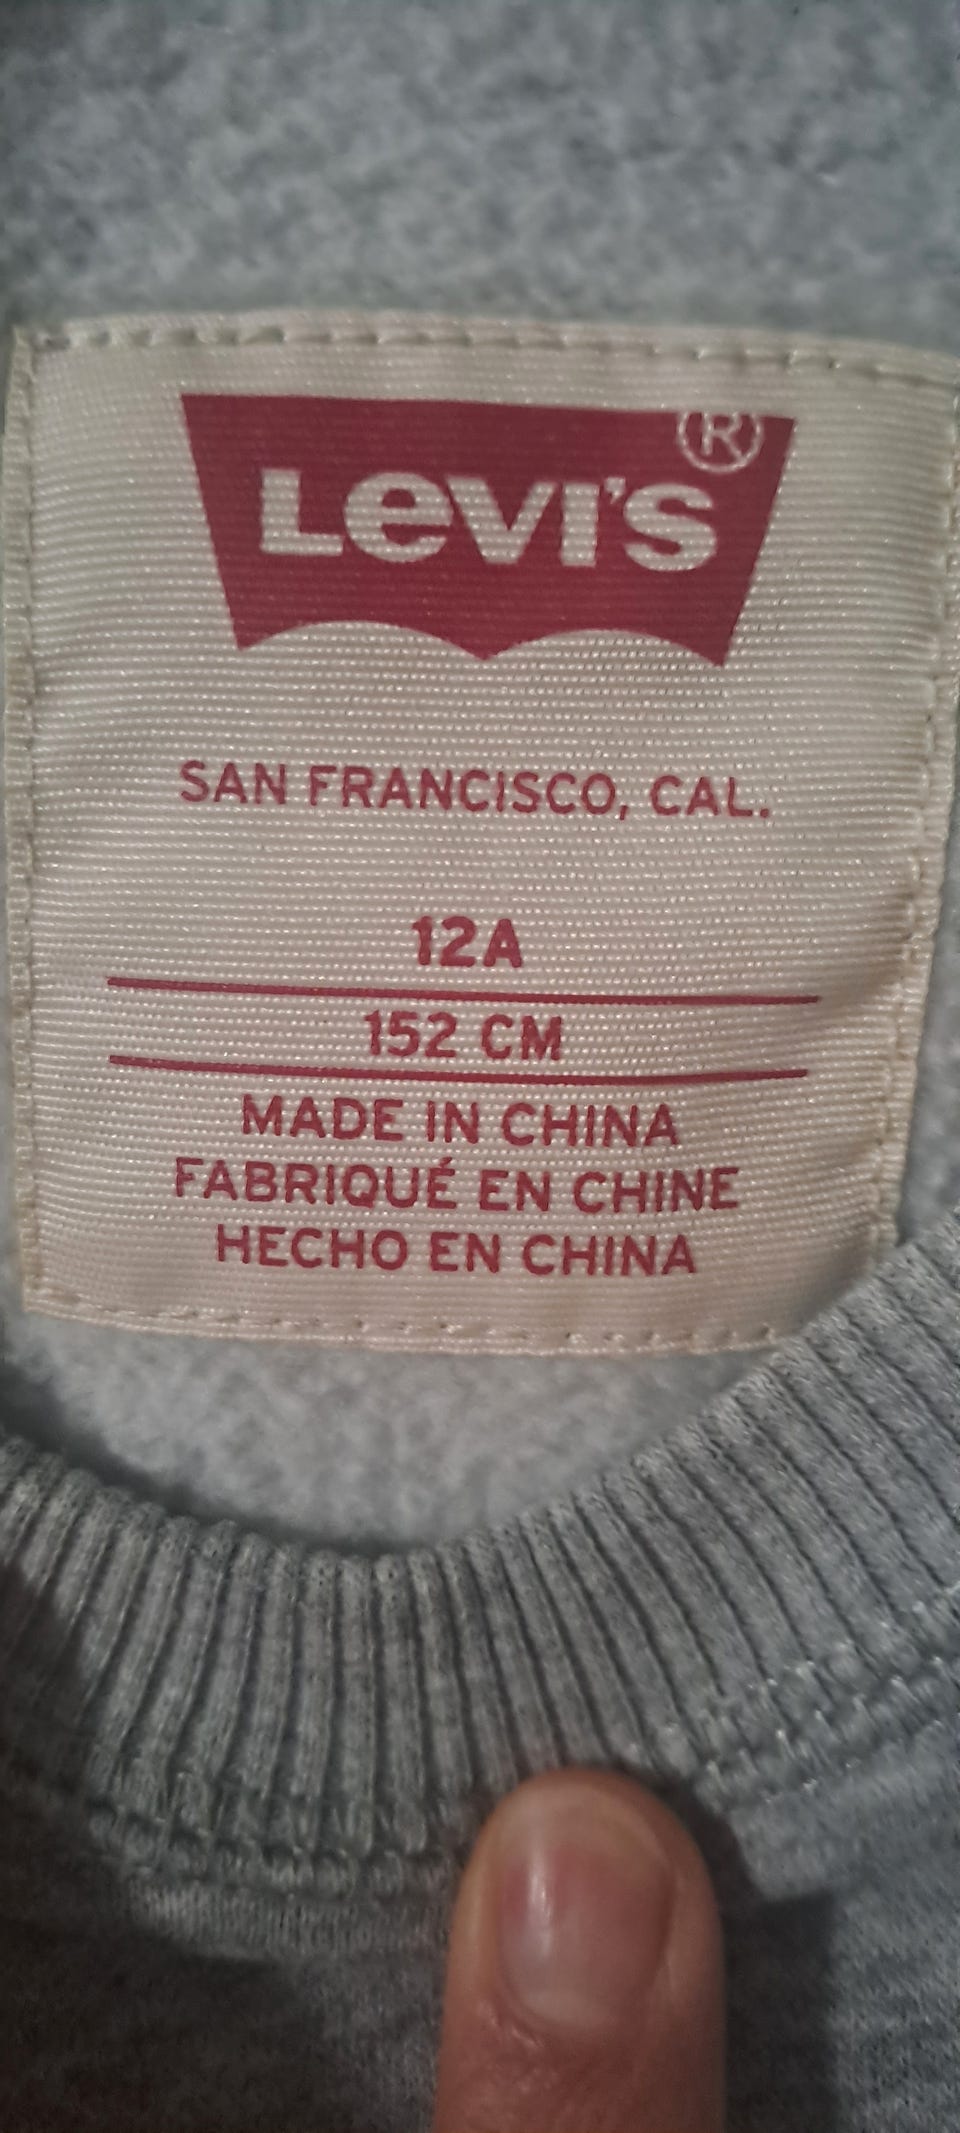 LEVI'S®
SAN FRANCISCO, CAL.
12A
152 CM
MADE IN CHINA
FABRIQUÉ EN CHINE
HECHO EN CHINA